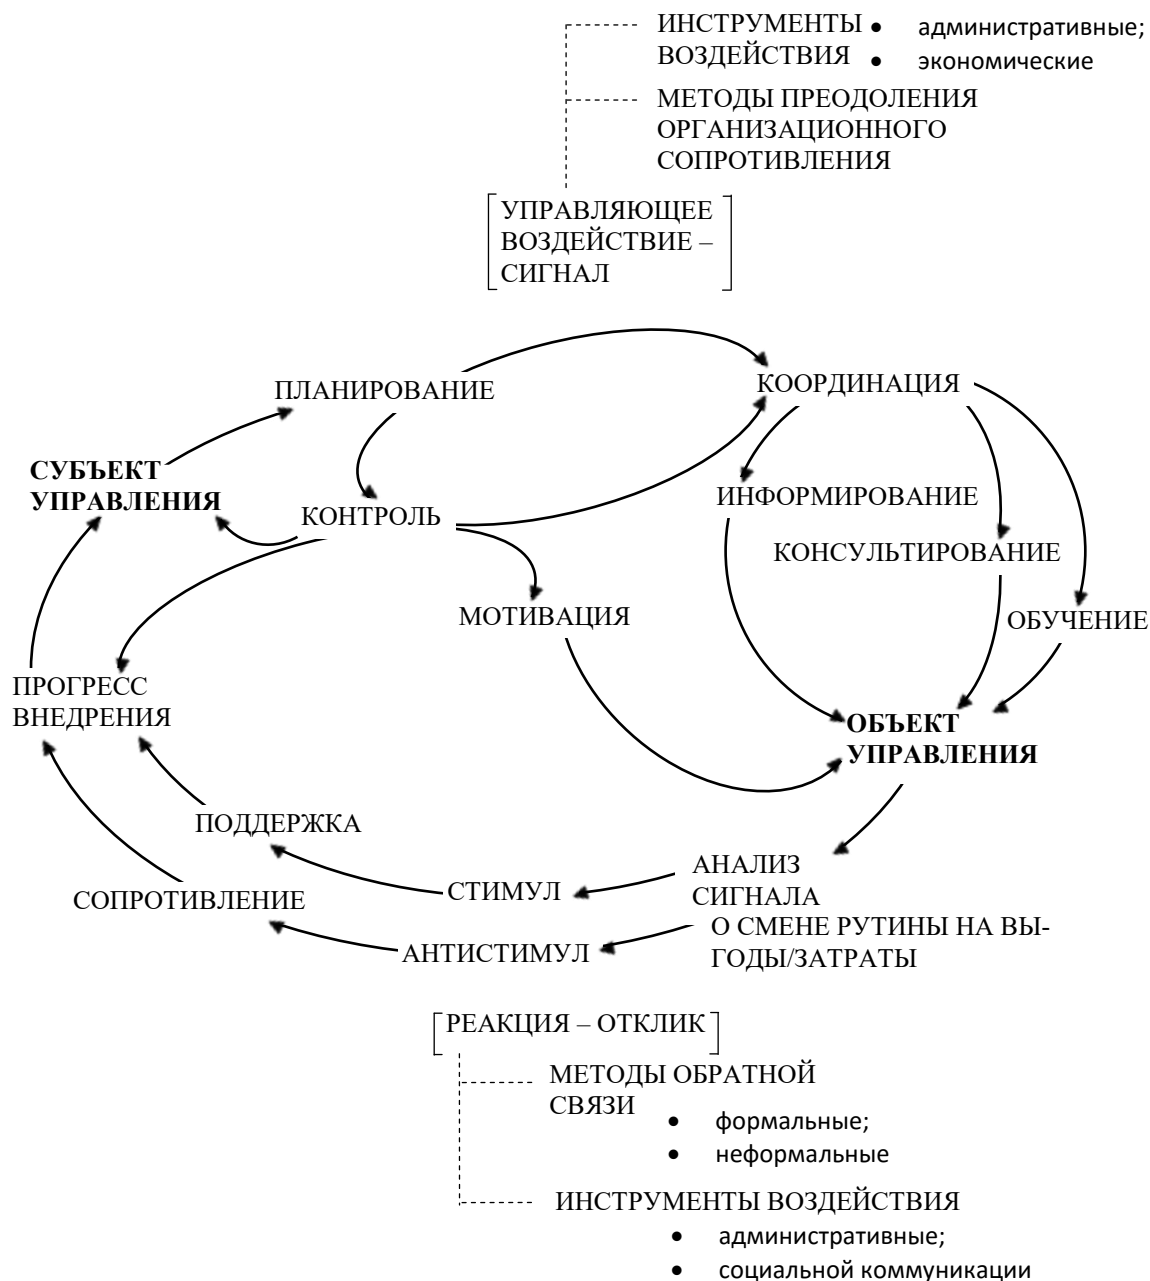 ИНСТРУМЕНТЫ
ВОЗДЕЙСТВИЯ
• административные;
• экономические
МЕТОДЫ ПРЕОДОЛЕНИЯ
ОРГАНИЗАЦИОННОГО
СОПРОТИВЛЕНИЯ
УПРАВЛЯЮЩЕЕ
ВОЗДЕЙСТВИЕ –
СИГНАЛ
ПЛАНИРОВАНИЕ
КООРДИНАЦИЯ
СУБЪЕКТ
УПРАВЛЕНИЯ
КОНТРОЛЬ
ИНФОРМИРОВАНИЕ
КОНСУЛЬТИРОВАНИЕ
МОТИВАЦИЯ
ОБУЧЕНИЕ
ПРОГРЕСС
ВНЕДРЕНИЯ
ОБЪЕКТ
УПРАВЛЕНИЯ
ПОДДЕРЖКА
СОПРОТИВЛЕНИЕ
СТИМУЛ
АНТИСТИМУЛ
АНАЛИЗ
СИГНАЛА
О СМЕНЕ РУТИНЫ НА ВЫ-
ГОДЫ/ЗАТРАТЫ
РЕАКЦИЯ – ОТКЛИК
МЕТОДЫ ОБРАТНОЙ
СВЯЗИ
• формальные;
• неформальные
ИНСТРУМЕНТЫ ВОЗДЕЙСТВИЯ
• административные;
• социальной коммуникации